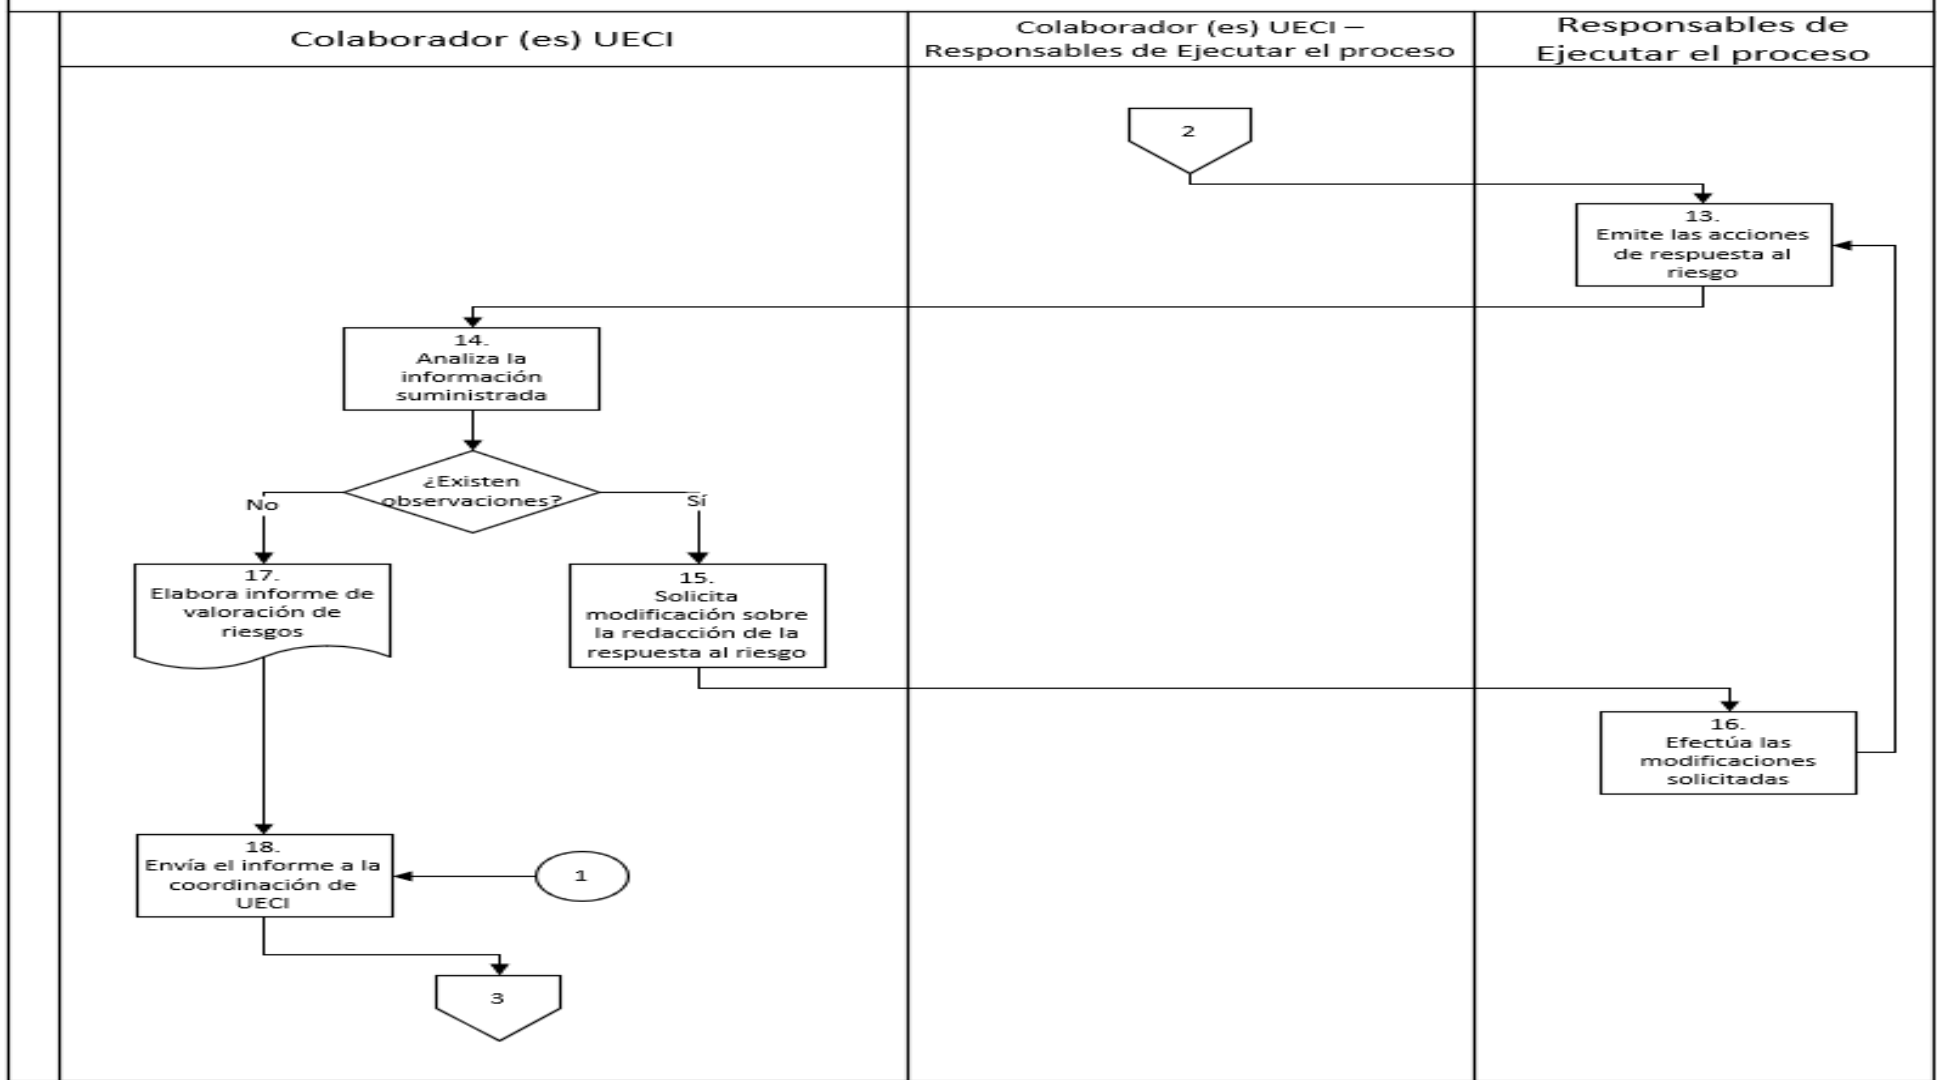 Colaborador (es) UECI
Colaborador (es) UECI –
Responsables de Ejecutar el proceso
Responsables de
Ejecutar el proceso
2
13.
Emite las acciones
de respuesta al
riesgo
14.
Analiza la
información
suministrada
¿Existen
observaciones?
No
Sí
17.
Elabora informe de
valoración de
riesgos
15.
Solicita
modificación sobre
la redacción de la
respuesta al riesgo
16.
Efectúa las
modificaciones
solicitadas
18.
Envía el informe a la
coordinación de
UECI
1
3